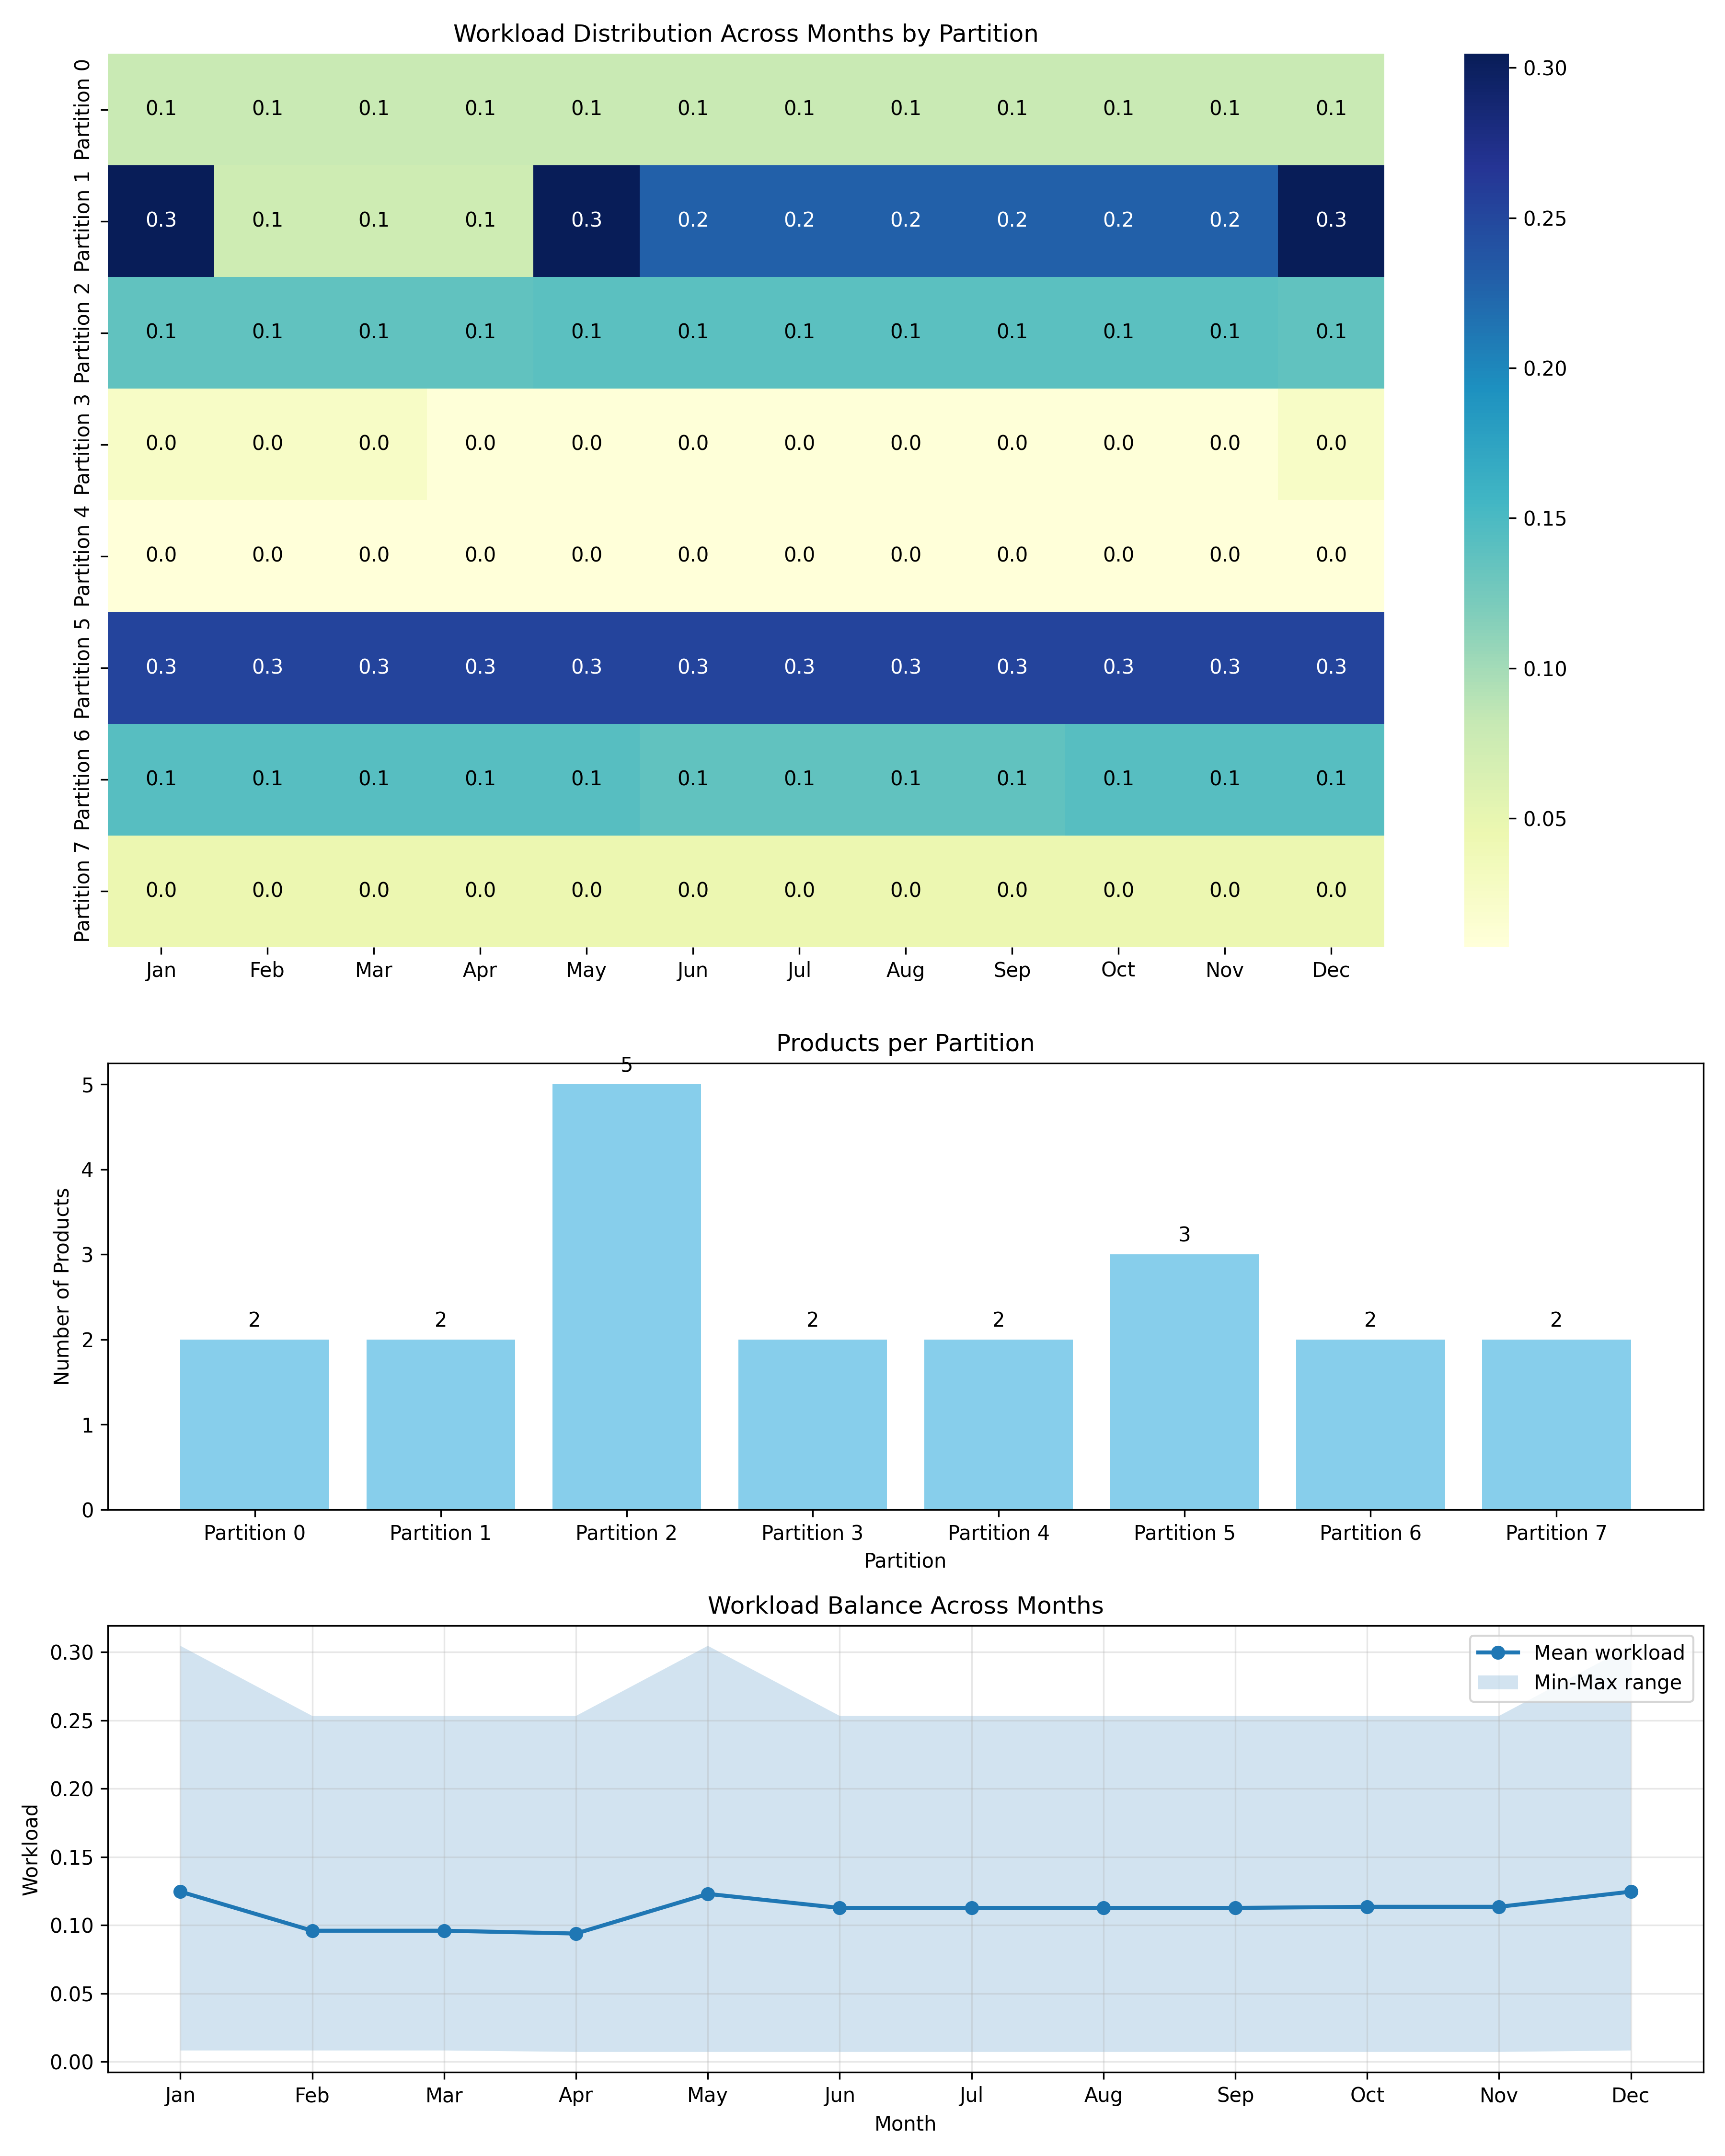 Workload Distribution Across Months by Partition
Partition 0
0.1 0.1 0.1 0.1 0.1 0.1 0.1 0.1 0.1 0.1 0.1 0.1
Partition 1
0.3 0.1 0.1 0.1 0.3 0.2 0.2 0.2 0.2 0.2 0.2 0.3
Partition 2
0.1 0.1 0.1 0.1 0.1 0.1 0.1 0.1 0.1 0.1 0.1 0.1
Partition 3
0.0 0.0 0.0 0.0 0.0 0.0 0.0 0.0 0.0 0.0 0.0 0.0
Partition 4
0.0 0.0 0.0 0.0 0.0 0.0 0.0 0.0 0.0 0.0 0.0 0.0
Partition 5
0.3 0.3 0.3 0.3 0.3 0.3 0.3 0.3 0.3 0.3 0.3 0.3
Partition 6
0.1 0.1 0.1 0.1 0.1 0.1 0.1 0.1 0.1 0.1 0.1 0.1
Partition 7
0.0 0.0 0.0 0.0 0.0 0.0 0.0 0.0 0.0 0.0 0.0 0.0
Jan Feb Mar Apr May Jun Jul Aug Sep Oct Nov Dec
0.30
0.25
0.20
0.15
0.10
0.05
Products per Partition
Number of Products
5
4
3
2
1
0
2 2 5 2 2 3 2 2
Partition 0 Partition 1 Partition 2 Partition 3 Partition 4 Partition 5 Partition 6 Partition 7
Partition
Workload Balance Across Months
Workload
0.30
0.25
0.20
0.15
0.10
0.05
0.00
Mean workload
Min-Max range
Jan Feb Mar Apr May Jun Jul Aug Sep Oct Nov Dec
Month